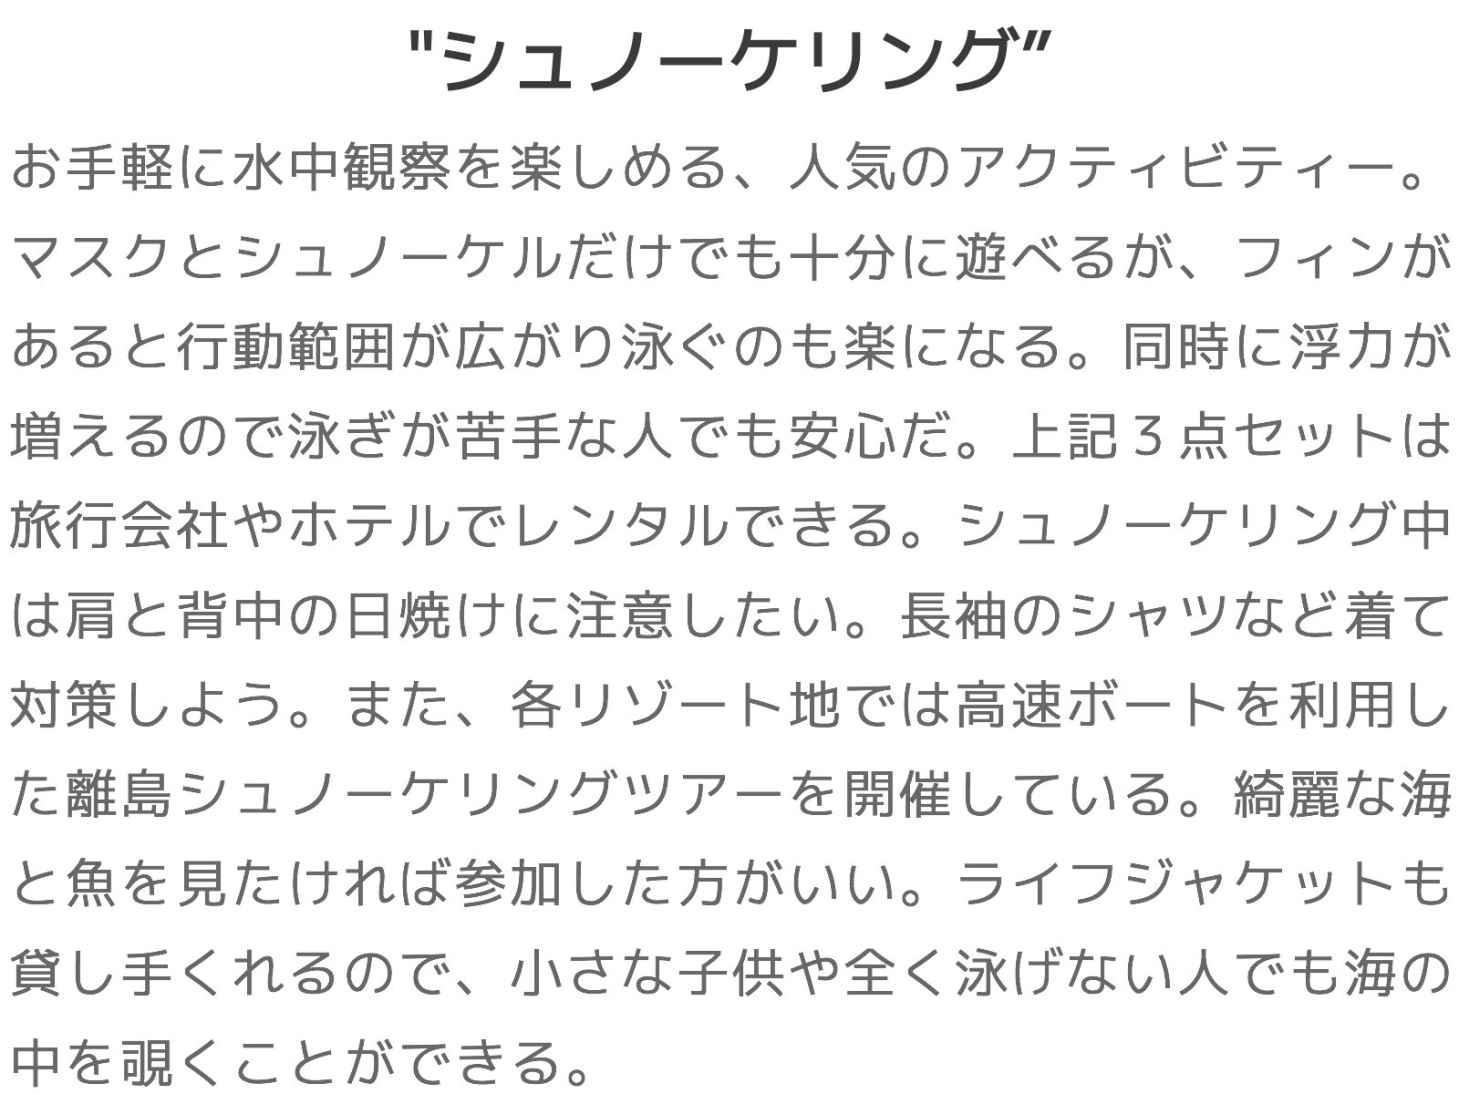 "シュノーケリング”
お手軽に水中観察を楽しめる、人気のアクティビティー。
マスクとシュノーケルだけでも十分に遊べるが、フィンが
あると行動範囲が広がり泳ぐのも楽になる。同時に浮力が
増えるので泳ぎが苦手な人でも安心だ。上記３点セットは
旅行会社やホテルでレンタルできる。シュノーケリング中
は肩と背中の日焼けに注意したい。長袖のシャツなど着て
対策しよう。また、各リゾート地では高速ボートを利用し
た離島シュノーケリングツアーを開催している。綺麗な海
と魚を見たければ参加した方がいい。ライフジャケットも
貸し手くれるので、小さな子供や全く泳げない人でも海の
中を覗くことができる。